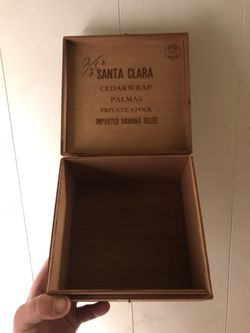 SANTA CLARA
CEDARWRAP
PALMAS
PRIVATE STOCK
IMPORTED HAVANA FILLED